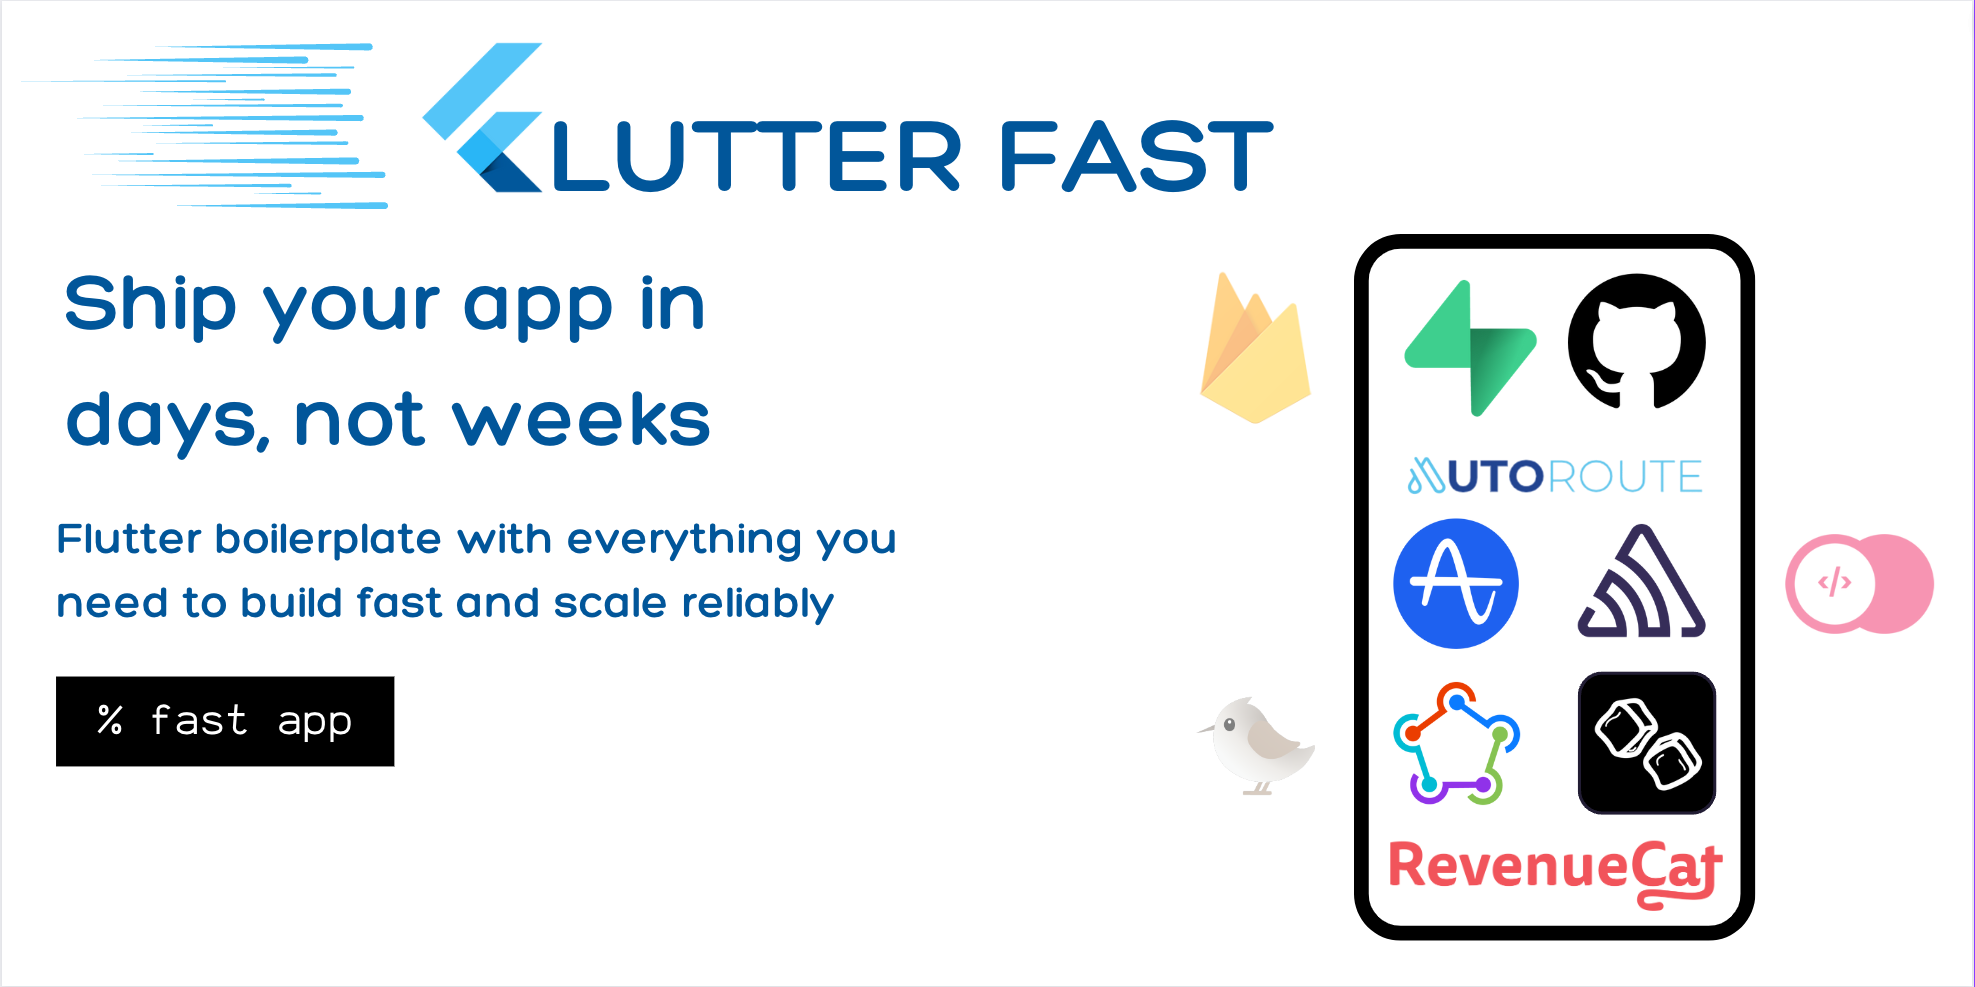 LUTTER FAST
Ship your app in
days, not weeks
Flutter boilerplate with everything you
need to build fast and scale reliably
% fast app
AUTOROUTE
</>
RevenueCat